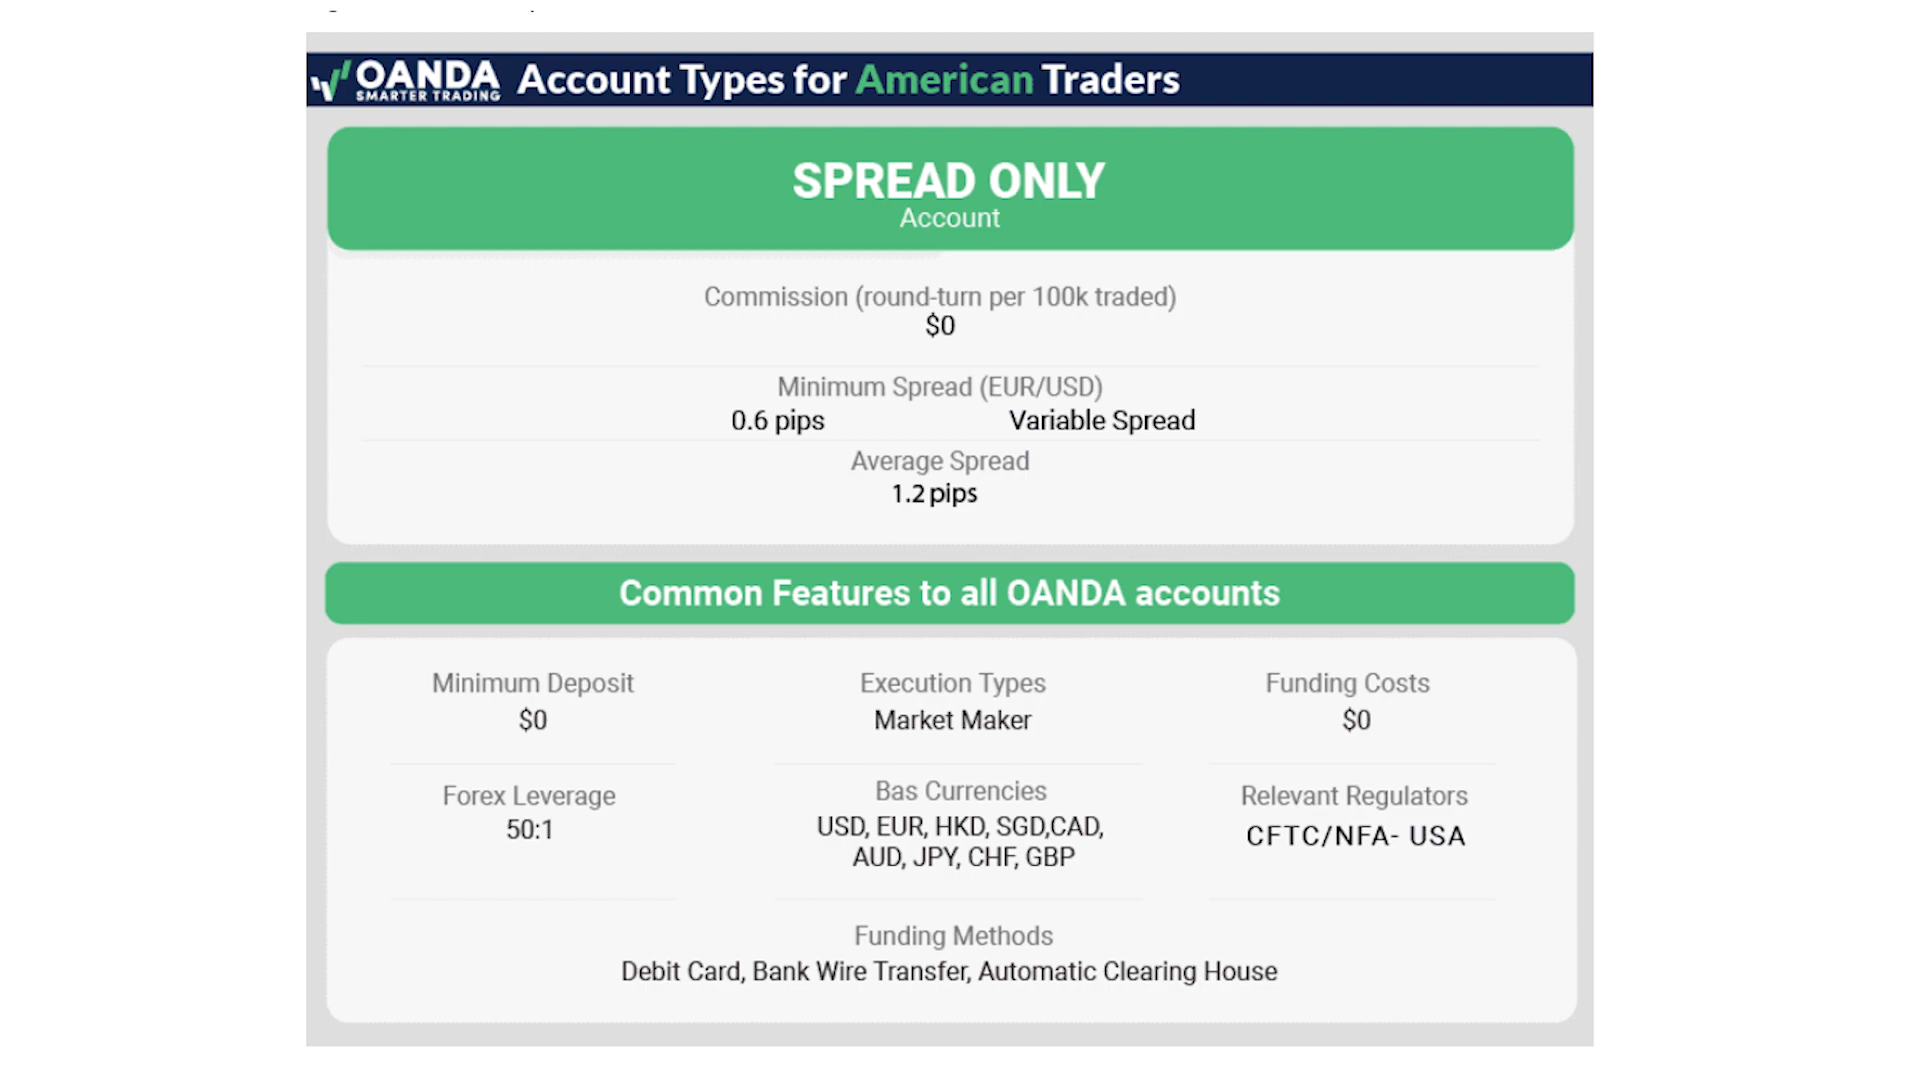 OANDA
SMARTER TRADING
Account Types for American Traders
SPREAD ONLY
Account
Commission (round-turn per 100k traded)
$0
Minimum Spread (EUR/USD)
0.6 pips Variable Spread
Average Spread
1.2 pips
Common Features to all OANDA accounts
Minimum Deposit
$0
Execution Types
Market Maker
Funding Costs
$0
Forex Leverage
50:1
Bas Currencies
USD, EUR, HKD, SGD,CAD,
AUD, JPY, CHF, GBP
Relevant Regulators
CFTC/NFA- USA
Funding Methods
Debit Card, Bank Wire Transfer, Automatic Clearing House